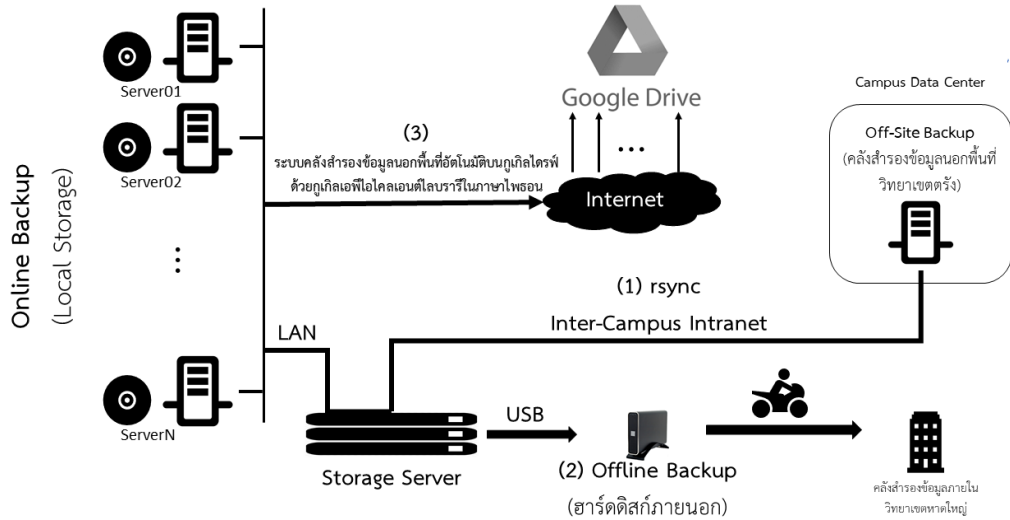 Online Backup
(Local Storage)
Server01
Server02
...
ServerN
(3)
ระบบคลังสำรองข้อมูลนอกพื้นที่อัตโนมัติบนกูเกิลไดรฟ์
ด้วยกูเกิลเอพีไอไคลเอนต์ไลบรารีในภาษาไพธอน
Google Drive
...
Internet
Campus Data Center
Off-Site Backup
(คลังสำรองข้อมูลนอกพื้นที่
วิทยาเขตตรัง)
(1) rsync
Inter-Campus Intranet
LAN
Storage Server
USB
(2) Offline Backup
(ฮาร์ดดิสก์ภายนอก)
คลังสำรองข้อมูลภายใน
วิทยาเขตหาดใหญ่